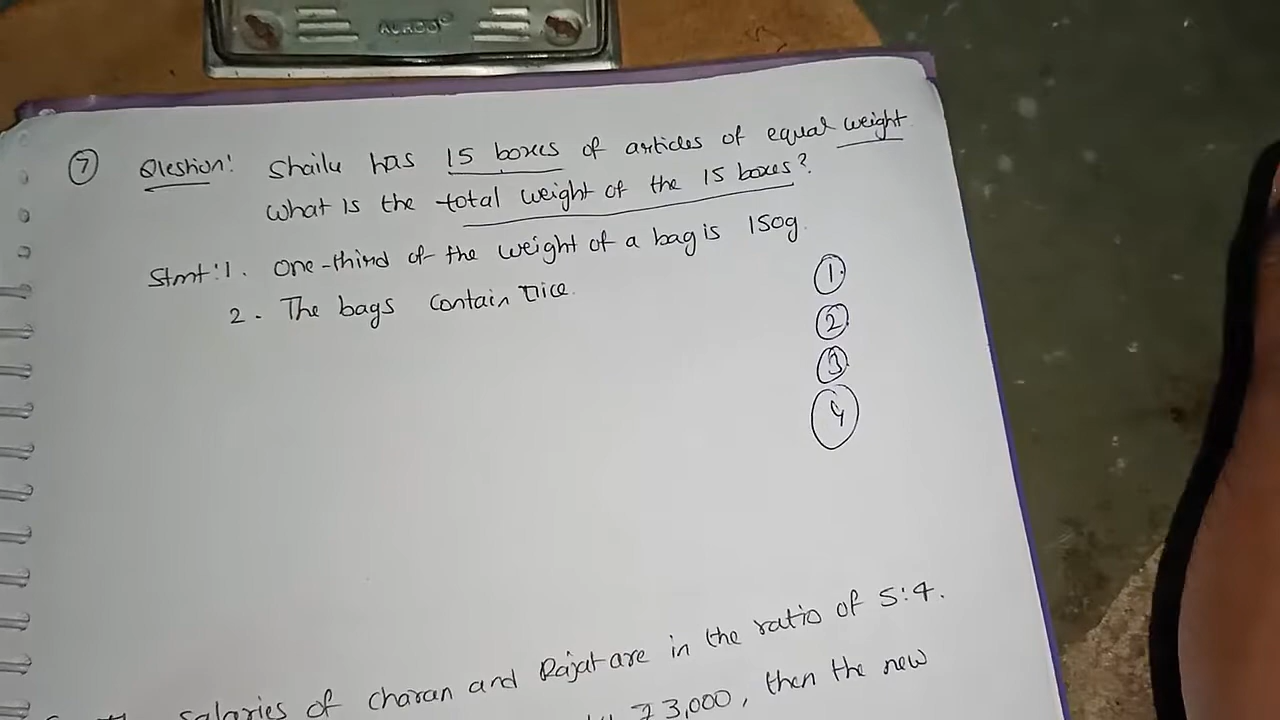 ALADO
7 Question: Shailu has 15 boxes of articles of equal weight
What is the total weight of the 15 boxes?
Stmt: 1. One-third of the weight of a bag is 150g.
2. The bags contain rice.
1
2
3
4
salaries of charan and Rajat are in the ratio of 5:4.
₹3,000, then the new